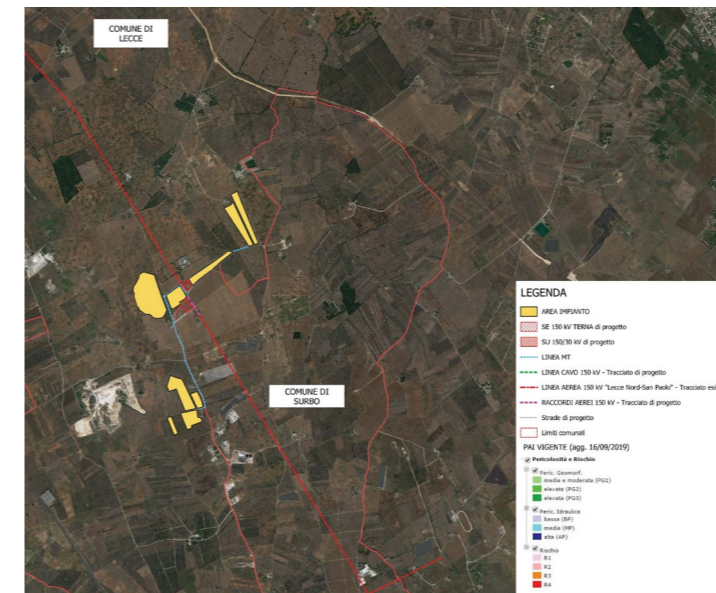 COMUNE DI
LECCE
COMUNE DI
SURBO
LEGENDA
AREA IMPIANTO
SE 150 kV TERNA di progetto
SU 150/30 kV di progetto
LINEA MT
LINEA CAVO 150 kV - Tracciato di progetto
LINEA AEREA 150 kV "Lecce Nord-San Paolo" - Tracciato esi
RACCORDI AEREI 150 kV - Tracciato di progetto
Strade di progetto
Limiti comunali
PAI VIGENTE (agg. 16/09/2019)
Pericolosità e Rischio
Peric. Geomorf.
media e moderata (PG1)
elevata (PG2)
elevata (PG3)
Peric. Idraulica
bassa (BP)
media (MP)
alta (AP)
Rischio
R1
R2
R3
R4